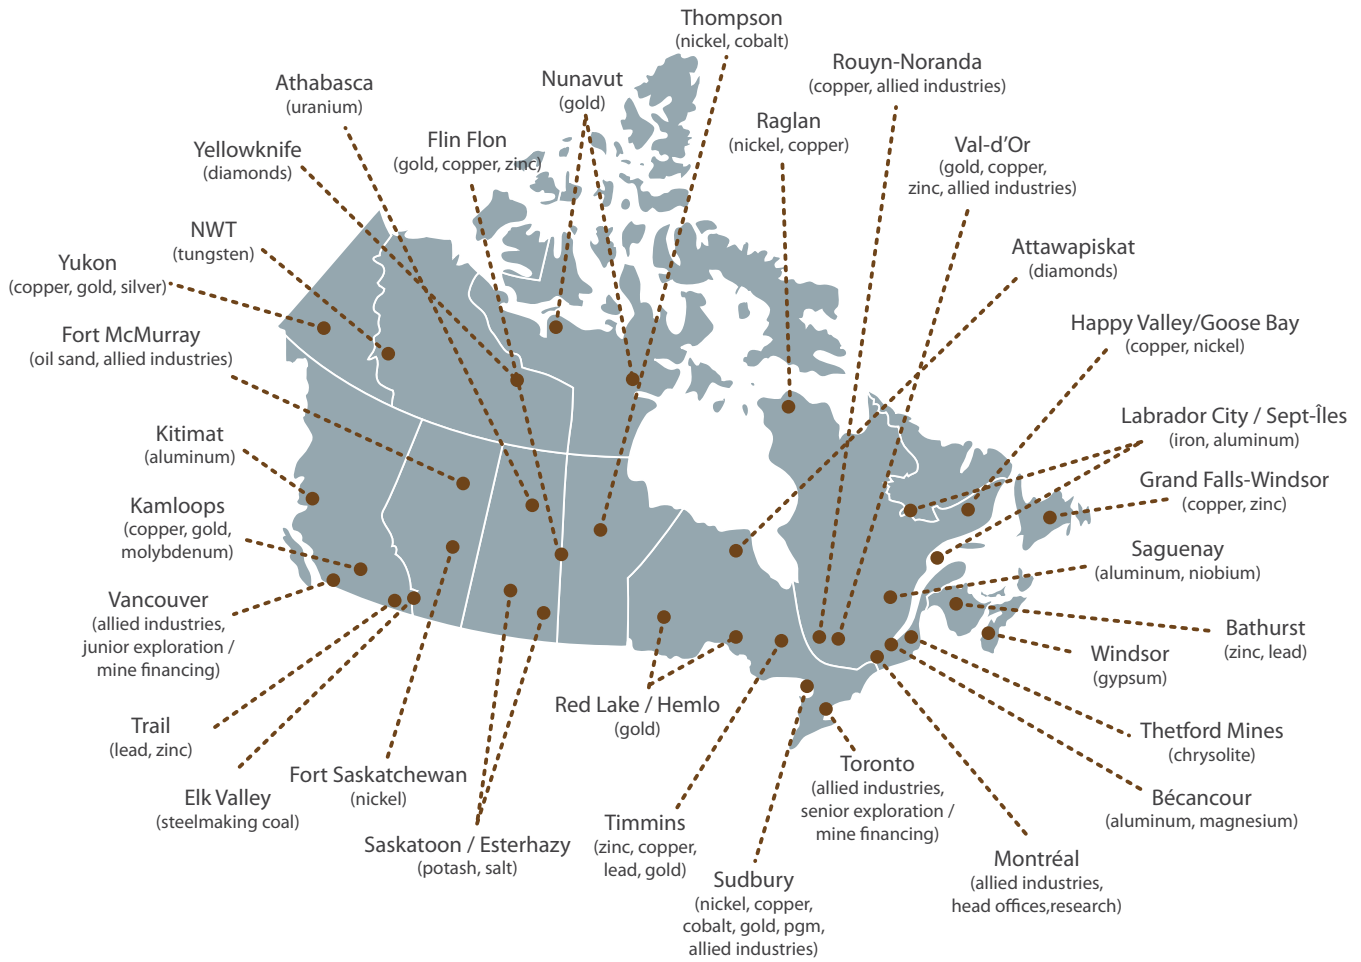 Thompson
(nickel, cobalt)
Rouyn-Noranda
(copper, allied industries)
Athabasca
(uranium)
Nunavut
(gold)
Raglan
(nickel, copper)
Flin Flon
(gold, copper, zinc)
Val-d’Or
(gold, copper,
zinc, allied industries)
Yellowknife
(diamonds)
NWT
(tungsten)
Attawapiskat
(diamonds)
Yukon
(copper, gold, silver)
Happy Valley/Goose Bay
(copper, nickel)
Fort McMurray
(oil sand, allied industries)
Labrador City / Sept-Îles
(iron, aluminum)
Kitimat
(aluminum)
Grand Falls-Windsor
(copper, zinc)
Kamloops
(copper, gold,
molybdenum)
Saguenay
(aluminum, niobium)
Vancouver
(allied industries,
junior exploration /
mine financing)
Bathurst
(zinc, lead)
Windsor
(gypsum)
Red Lake / Hemlo
(gold)
Trail
(lead, zinc)
Thetford Mines
(chrysolite)
Fort Saskatchewan
(nickel)
Toronto
(allied industries,
senior exploration /
mine financing)
Elk Valley
(steelmaking coal)
Bécancour
(aluminum, magnesium)
Saskatoon / Esterhazy
(potash, salt)
Timmins
(zinc, copper,
lead, gold)
Montréal
(allied industries,
head offices,research)
Sudbury
(nickel, copper,
cobalt, gold, pgm,
allied industries)